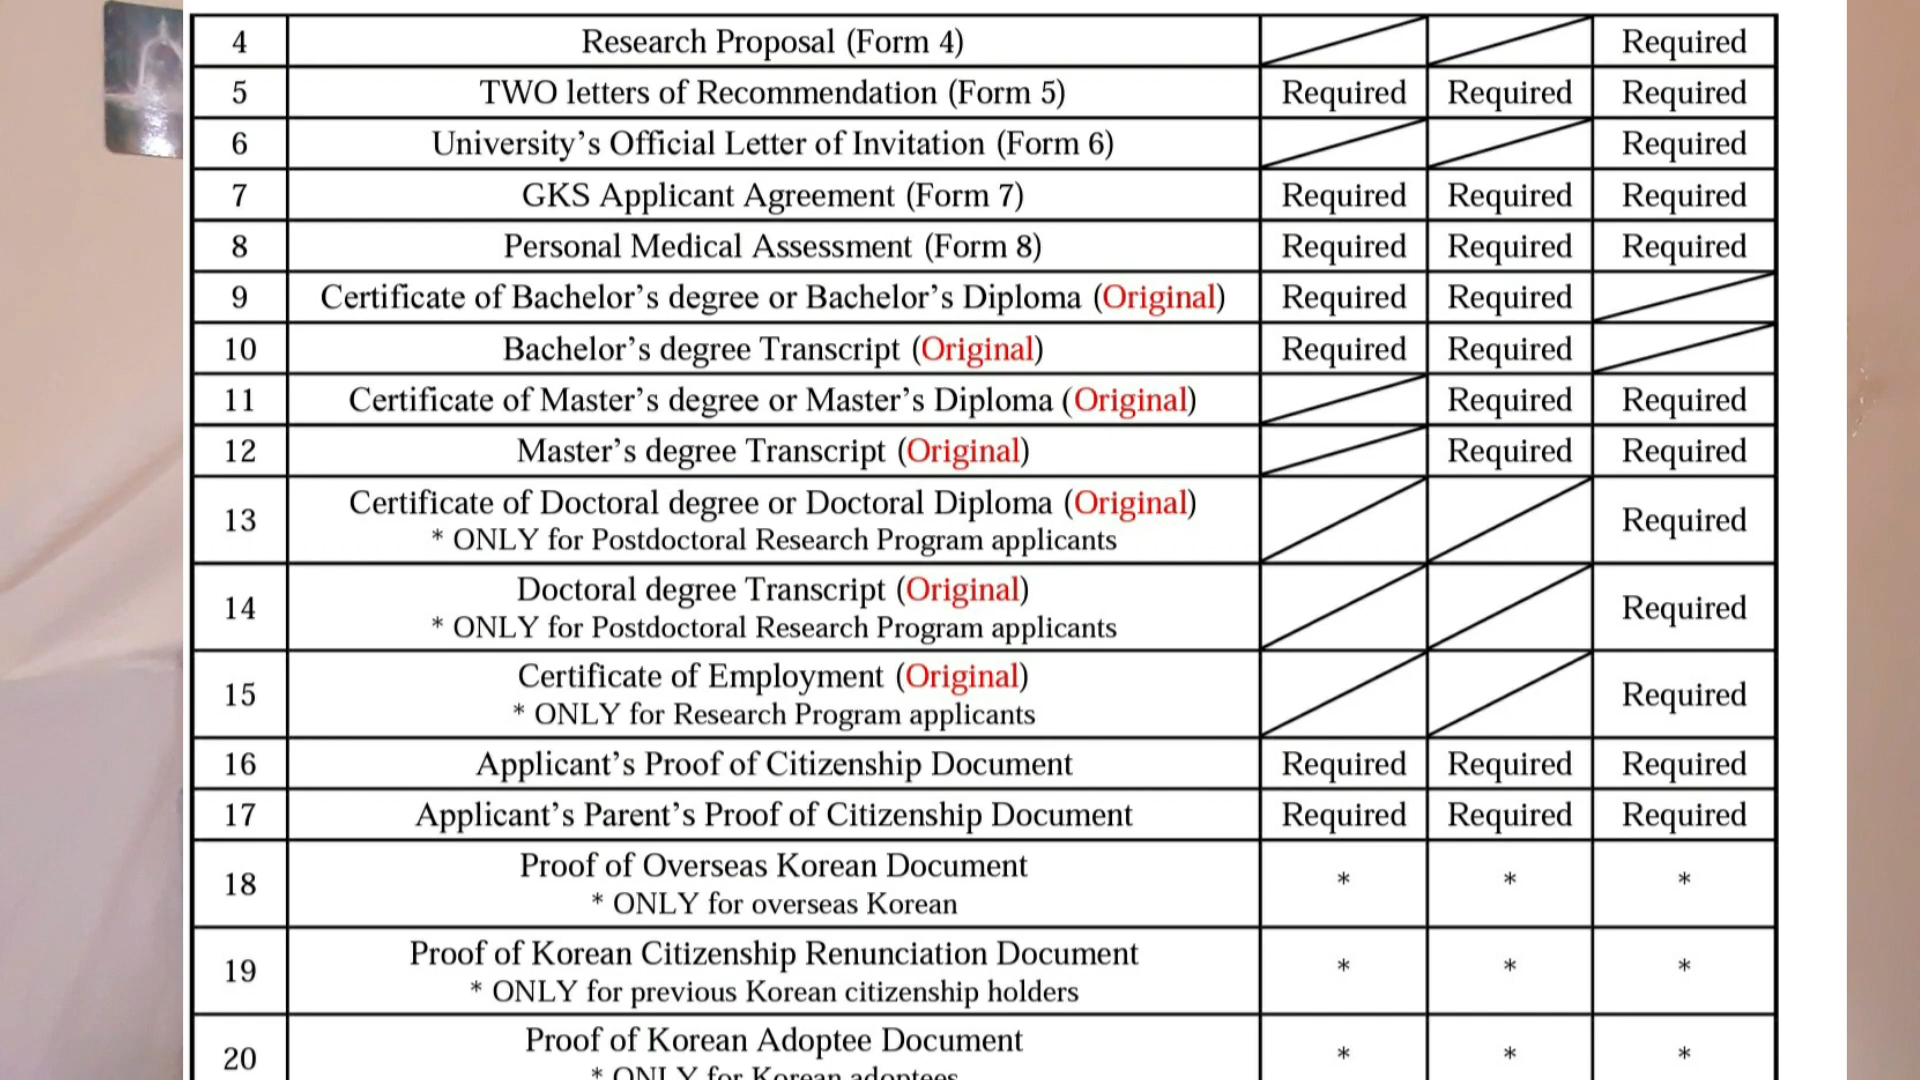 4 Research Proposal (Form 4) Required
5 TWO letters of Recommendation (Form 5) Required Required Required
6 University’s Official Letter of Invitation (Form 6) Required
7 GKS Applicant Agreement (Form 7) Required Required Required
8 Personal Medical Assessment (Form 8) Required Required Required
9 Certificate of Bachelor’s degree or Bachelor’s Diploma (Original) Required Required
10 Bachelor’s degree Transcript (Original) Required Required
11 Certificate of Master’s degree or Master’s Diploma (Original) Required Required
12 Master’s degree Transcript (Original) Required Required
13 Certificate of Doctoral degree or Doctoral Diploma (Original) Required
* ONLY for Postdoctoral Research Program applicants
14 Doctoral degree Transcript (Original) Required
* ONLY for Postdoctoral Research Program applicants
15 Certificate of Employment (Original) Required
* ONLY for Research Program applicants
16 Applicant’s Proof of Citizenship Document Required Required Required
17 Applicant’s Parent’s Proof of Citizenship Document Required Required Required
18 Proof of Overseas Korean Document * * *
* ONLY for overseas Korean
19 Proof of Korean Citizenship Renunciation Document * * *
* ONLY for previous Korean citizenship holders
20 Proof of Korean Adoptee Document * * *
* ONLY for Korean adoptees